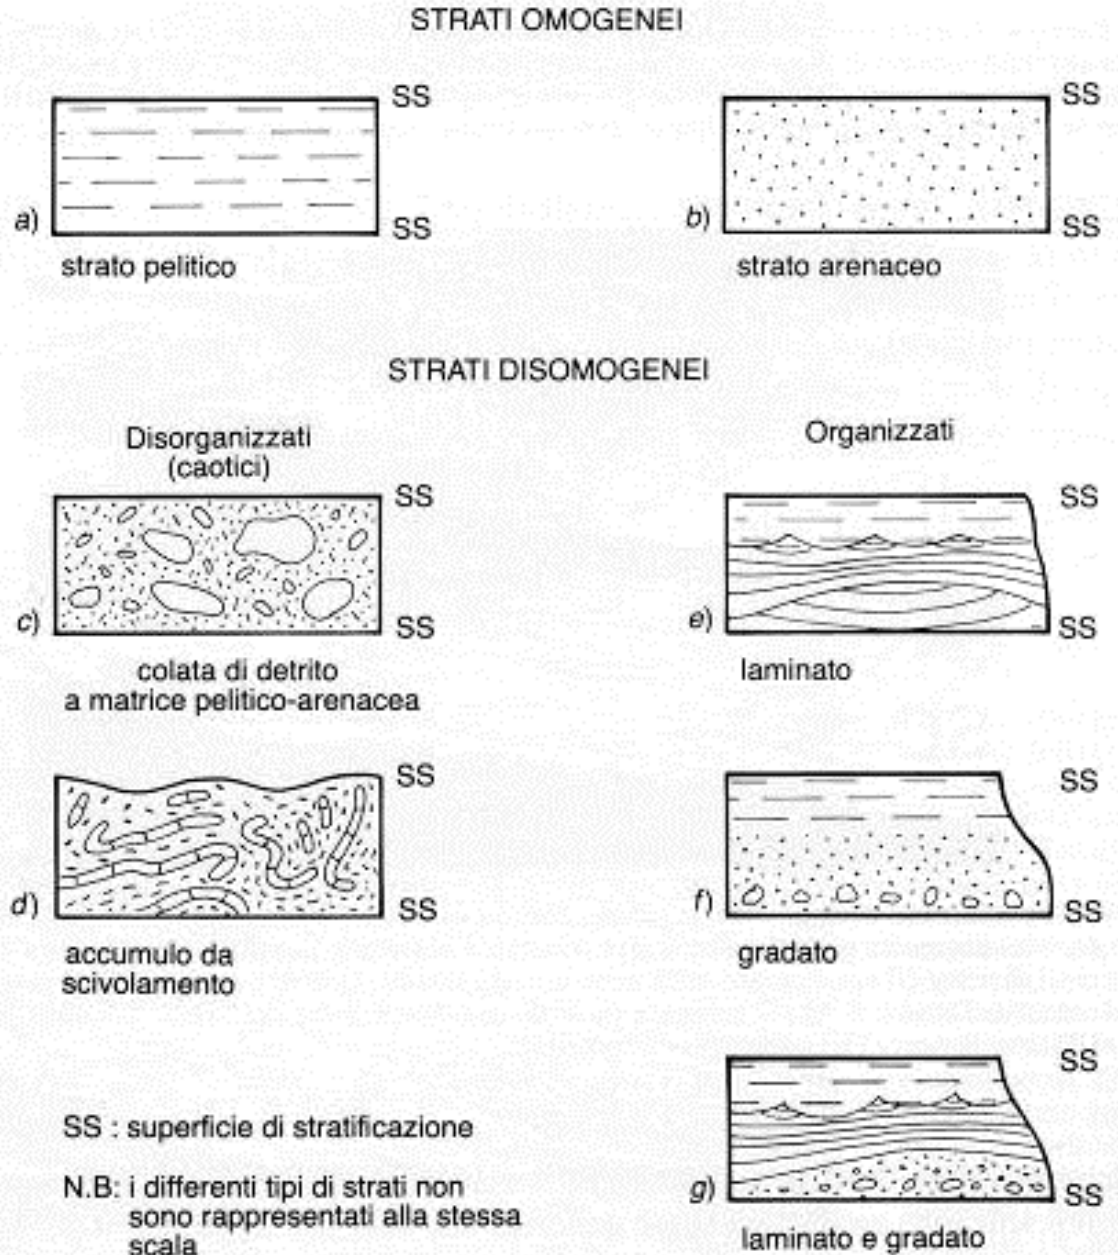 STRATI OMOGENEI
SS
SS
a)
SS
SS
b)
strato pelitico
strato arenaceo
STRATI DISOMOGENEI
Disorganizzati
(caotici)
Organizzati
SS
SS
c)
SS
SS
e)
colata di detrito
a matrice pelitico-arenacea
laminato
SS
SS
d)
SS
SS
f)
accumulo da
scivolamento
gradato
SS
SS : superficie di stratificazione
N.B: i differenti tipi di strati non
sono rappresentati alla stessa
scala
g)
SS
laminato e gradato